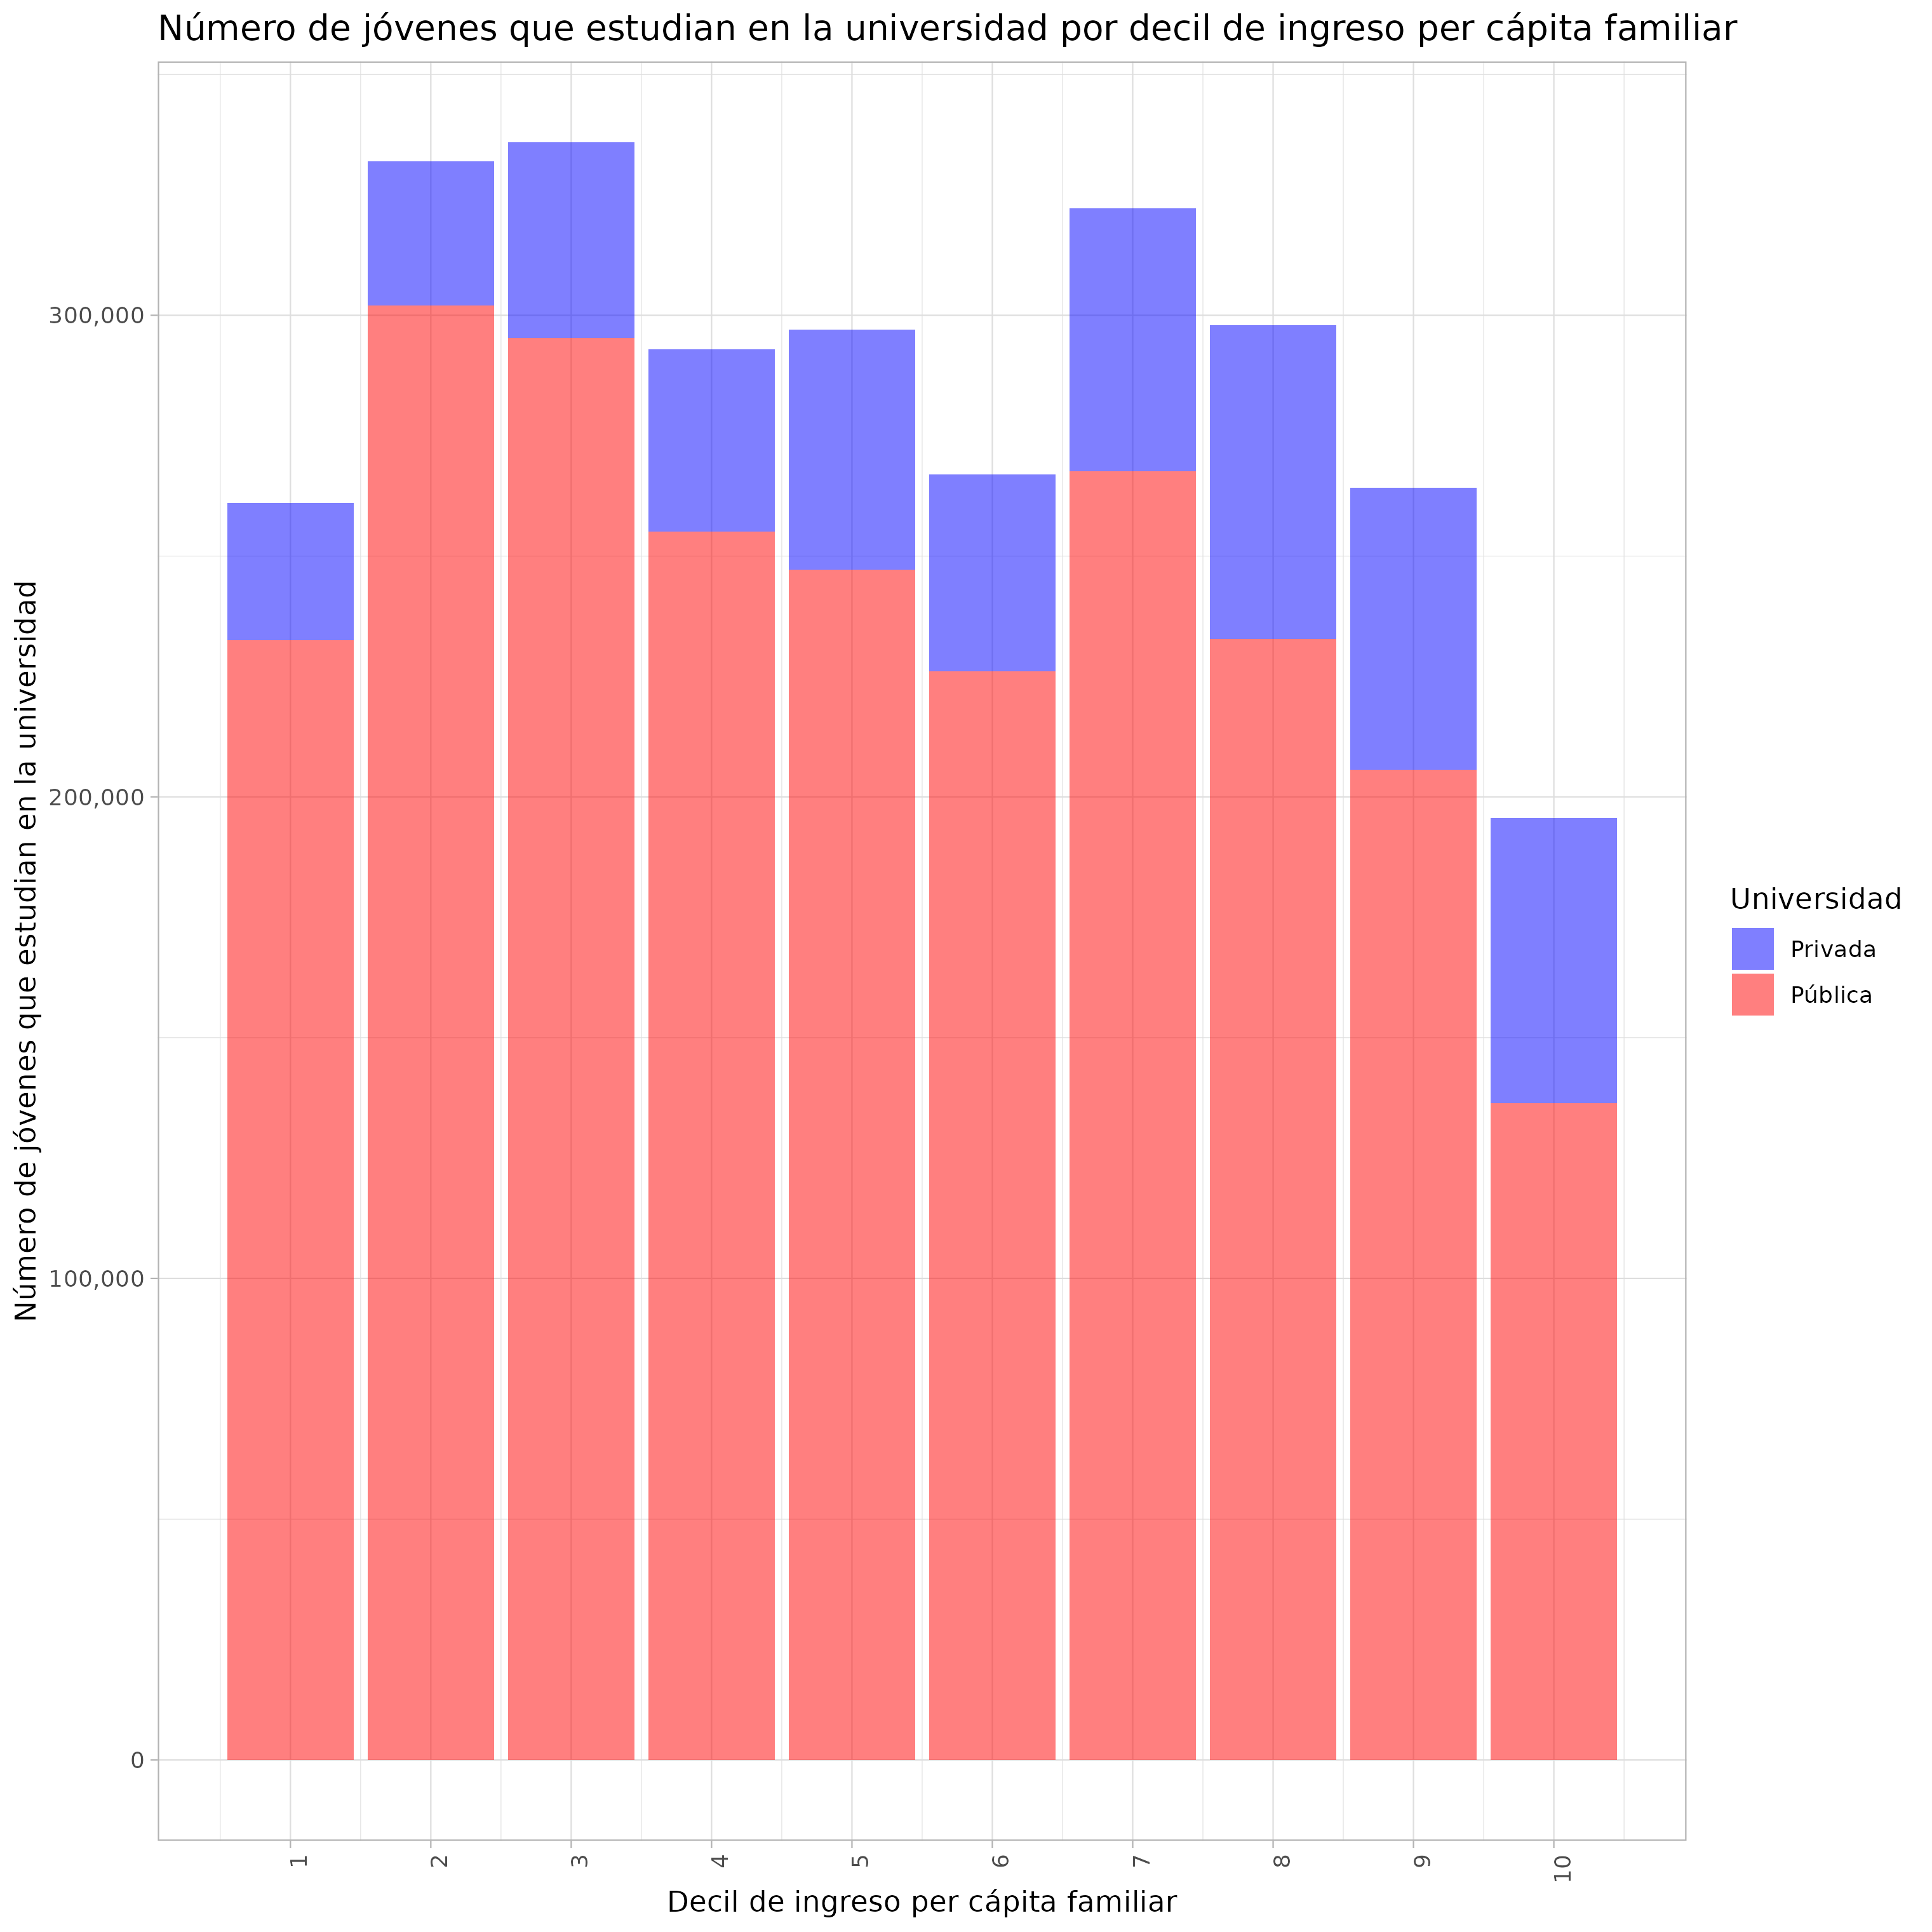 Número de jóvenes que estudian en la universidad por decil de ingreso per cápita familiar
Número de jóvenes que estudian en la universidad
300,000
200,000
100,000
0
1
2
3
4
5
6
7
8
9
10
Decil de ingreso per cápita familiar
Universidad
Privada
Pública